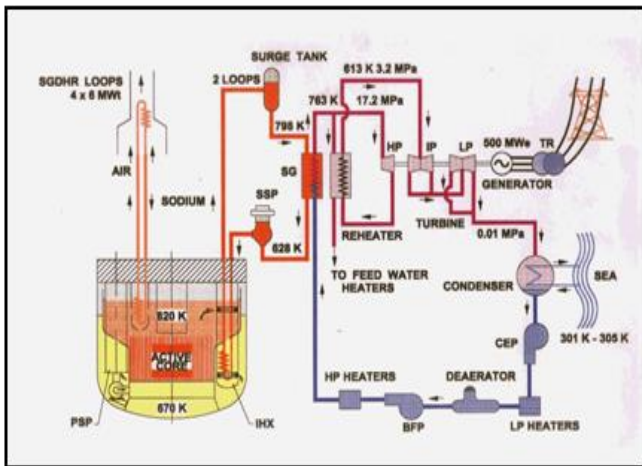 SURGE TANK
613 K 3.2 MPa
SGDHR LOOPS
4 x 6 MWt
2 LOOPS
763 K
17.2 MPa
798 K
HP
IP
LP
500 MWe
TR
AIR
SG
GENERATOR
SODIUM
SSP
TURBINE
628 K
REHEATER
0.01 MPa
TO FEED WATER
HEATERS
CONDENSER
SEA
820 K
301 K - 305 K
ACTIVE
CORE
CEP
HP HEATERS
DEAERATOR
PSP
670 K
IHX
BFP
LP HEATERS